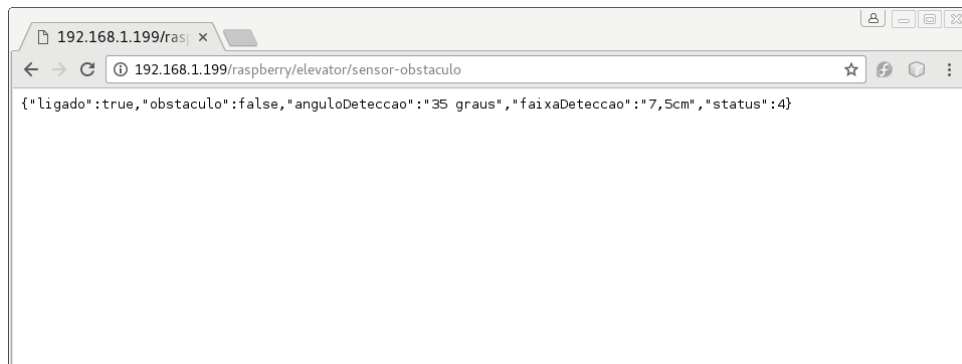 192.168.1.199/rasp
192.168.1.199/raspberry/elevator/sensor-obstaculo
{"ligado":true,"obstaculo":false,"anguloDeteccao":"35 graus","faixaDeteccao":"7,5cm","status":4}